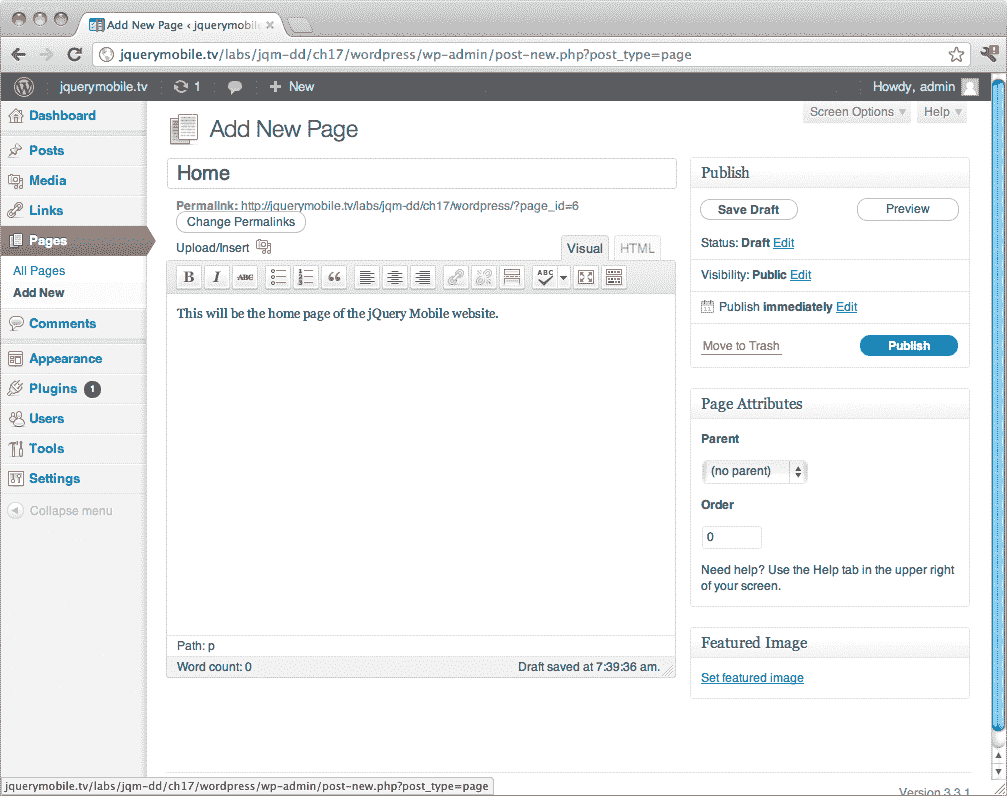 Add New Page ‹ jquerymobile
jquerymobile.tv/labs/jqm-dd/ch17/wordpress/wp-admin/post-new.php?post_type=page
jquerymobile.tv 1 + New Howdy, admin
Screen Options Help
Dashboard
Posts
Media
Links
Pages
All Pages
Add New
Comments
Appearance
Plugins 1
Users
Tools
Settings
Collapse menu
Add New Page
Home
Permalink: http://jquerymobile.tv/labs/jqm-dd/ch17/wordpress/?page_id=6
Change Permalinks
Upload/Insert
Visual HTML
B I ABC ABC
This will be the home page of the jQuery Mobile website.
Path: p
Word count: 0 Draft saved at 7:39:36 am.
Publish
Save Draft Preview
Status: Draft Edit
Visibility: Public Edit
Publish immediately Edit
Move to Trash Publish
Page Attributes
Parent
(no parent)
Order
0
Need help? Use the Help tab in the upper right
of your screen.
Featured Image
Set featured image
Version 3.3.1
jquerymobile.tv/labs/jqm-dd/ch17/wordpress/wp-admin/post-new.php?post_type=page